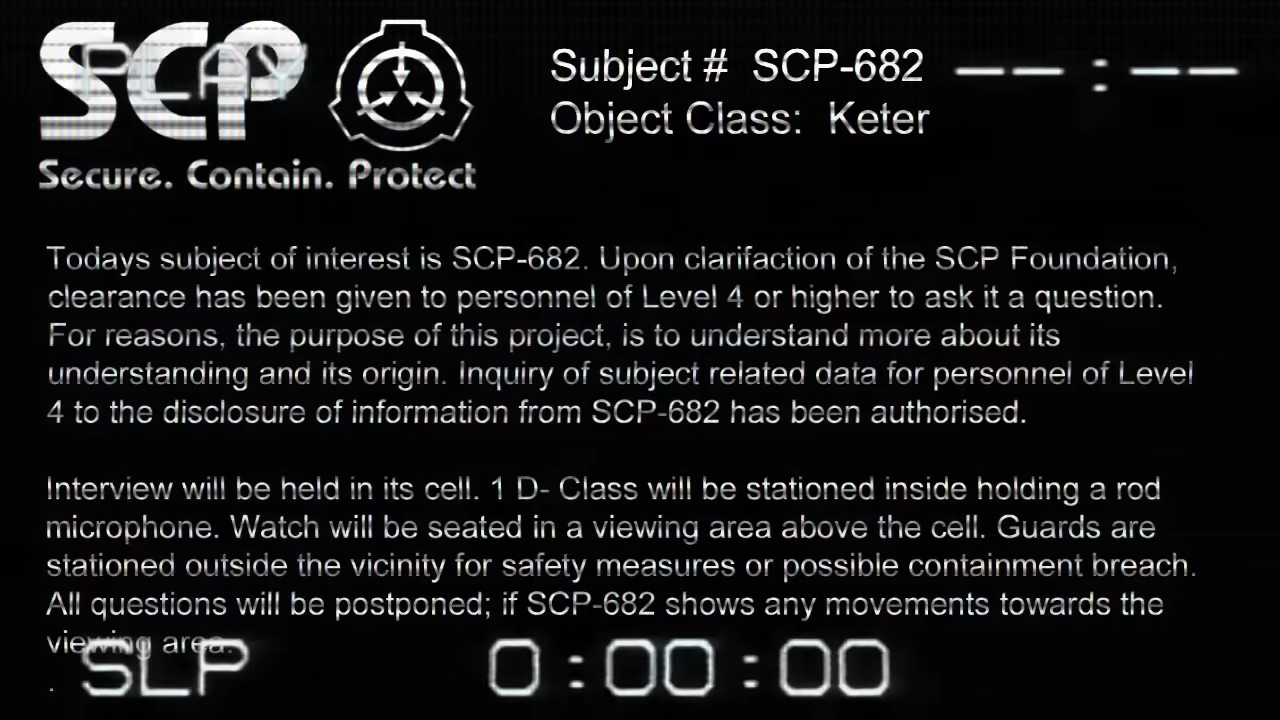 SCP
PLAY
Secure. Contain. Protect
Subject # SCP-682
Object Class: Keter
-- : --
Todays subject of interest is SCP-682. Upon clarifaction of the SCP Foundation,
clearance has been given to personnel of Level 4 or higher to ask it a question.
For reasons, the purpose of this project, is to understand more about its
understanding and its origin. Inquiry of subject related data for personnel of Level
4 to the disclosure of information from SCP-682 has been authorised.
Interview will be held in its cell. 1 D- Class will be stationed inside holding a rod
microphone. Watch will be seated in a viewing area above the cell. Guards are
stationed outside the vicinity for safety measures or possible containment breach.
All questions will be postponed; if SCP-682 shows any movements towards the
viewing area.
.
SLP 0:00:00